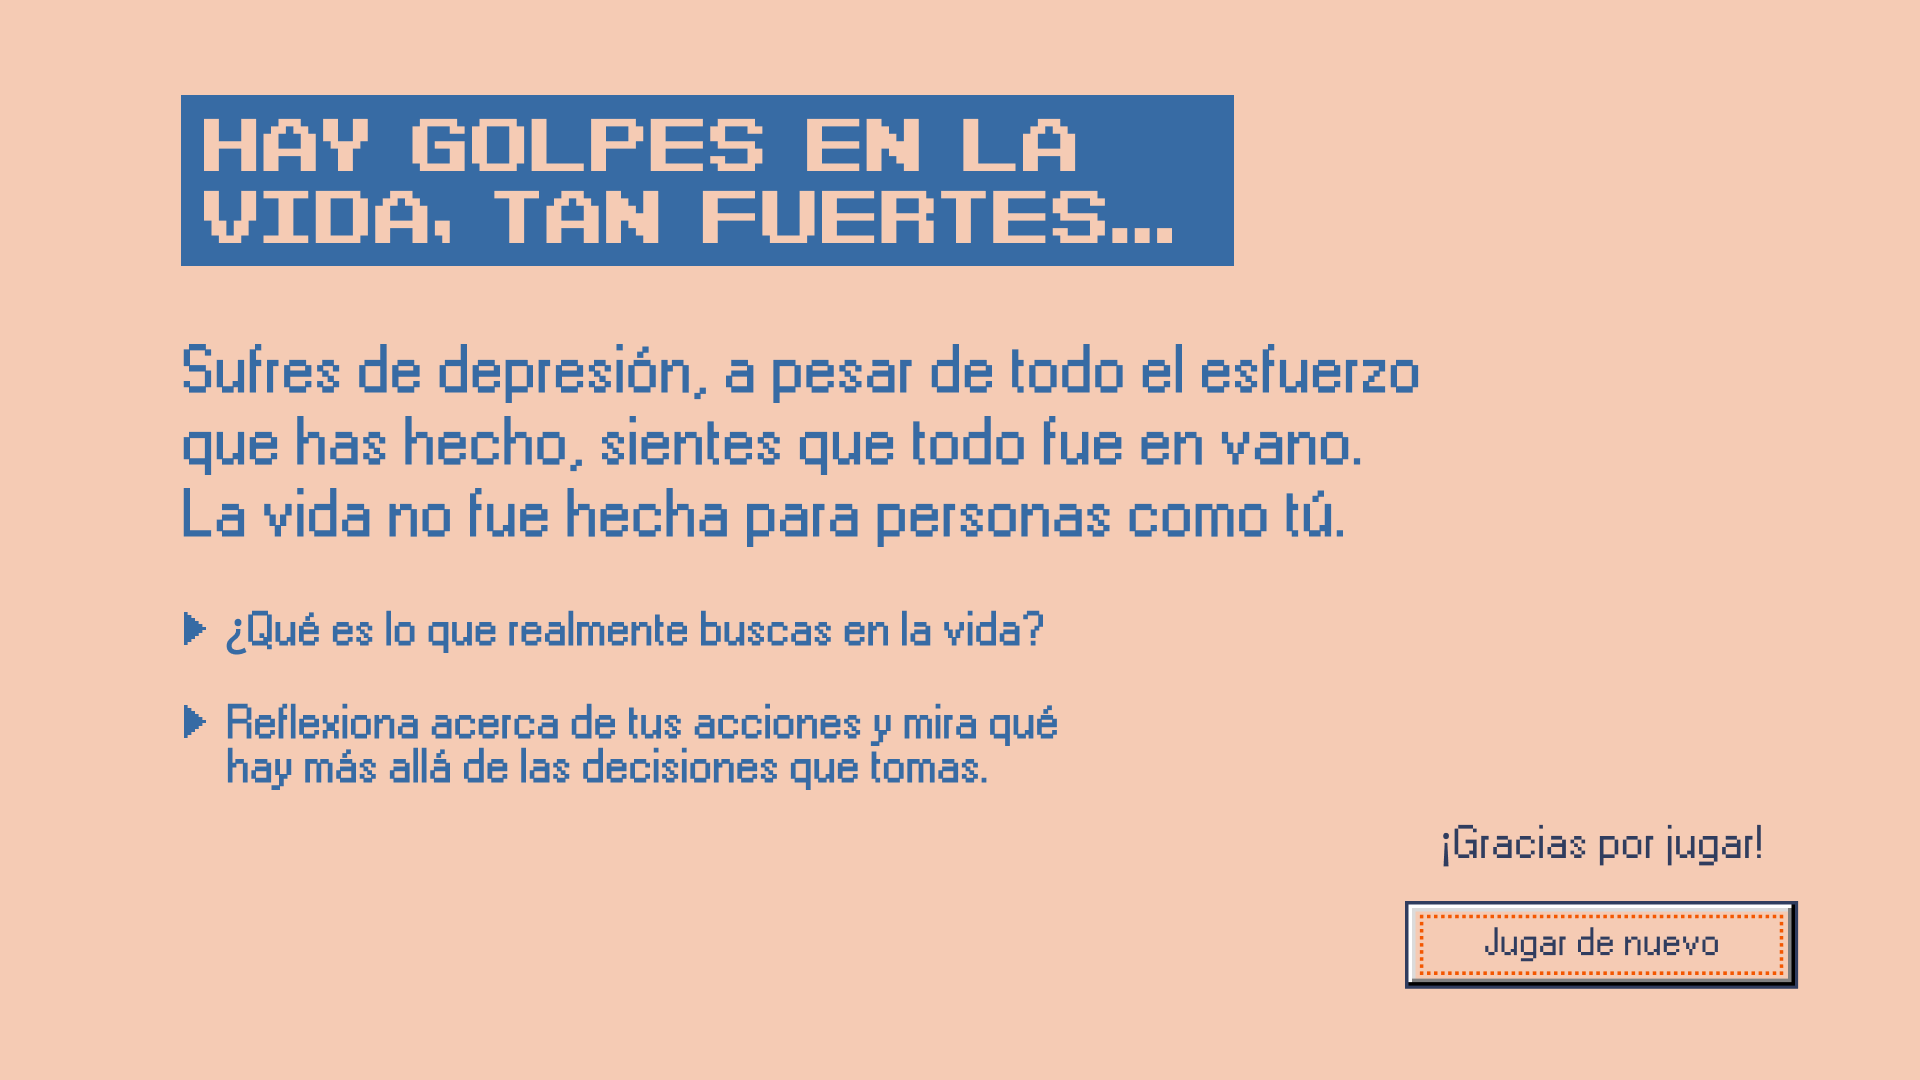 HAY GOLPES EN LA
VIDA, TAN FUERTES...
Sufres de depresión, a pesar de todo el esfuerzo
que has hecho, sientes que todo fue en vano.
La vida no fue hecha para personas como tú.
¿Qué es lo que realmente buscas en la vida?
Reflexiona acerca de tus acciones y mira qué
hay más allá de las decisiones que tomas.
¡Gracias por jugar!
Jugar de nuevo